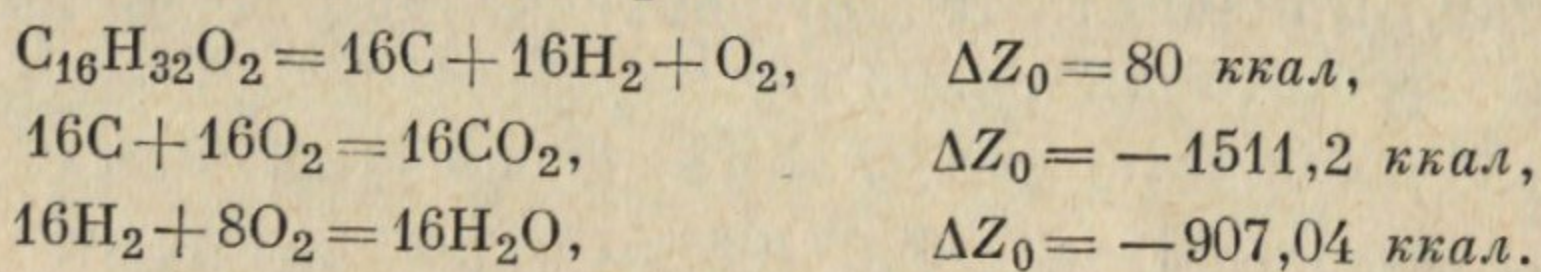 C₁₆H₃₂O₂ = 16C + 16H₂ + O₂, ΔZ₀ = 80 ккал,
16C + 16O₂ = 16CO₂, ΔZ₀ = — 1511,2 ккал,
16H₂ + 8O₂ = 16H₂O, ΔZ₀ = —907,04 ккал.